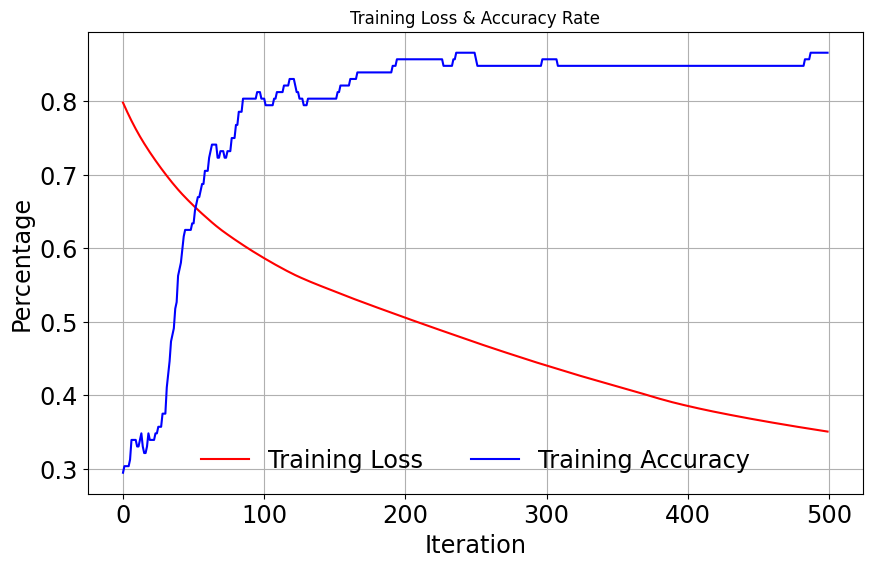 Training Loss & Accuracy Rate
Percentage
0.8
0.7
0.6
0.5
0.4
0.3
Training Loss
Training Accuracy
0 100 200 300 400 500
Iteration